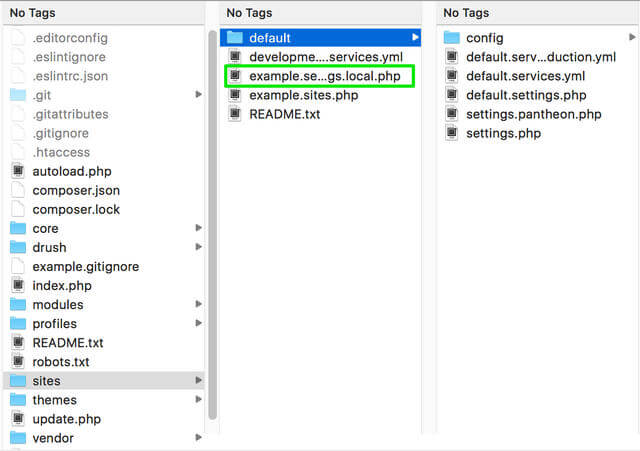 No Tags
.editorconfig
.eslintignore
.eslintrc.json
.git
.gitattributes
.gitignore
.htaccess
autoload.php
composer.json
composer.lock
core
drush
example.gitignore
index.php
modules
profiles
README.txt
robots.txt
sites
themes
update.php
vendor
No Tags
default
developme....services.yml
example.se...gs.local.php
example.sites.php
README.txt
No Tags
config
default.serv...duction.yml
default.services.yml
default.settings.php
settings.pantheon.php
settings.php